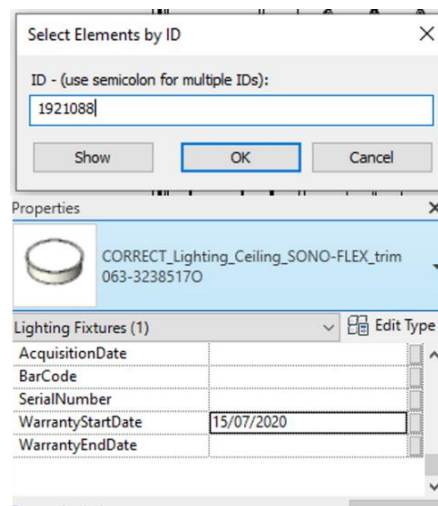 Select Elements by ID
ID - (use semicolon for multiple IDs):
1921088
Show OK Cancel
Properties
CORRECT_Lighting_Ceiling_SONO-FLEX_trim
063-3238517O
Lighting Fixtures (1) Edit Type
AcquisitionDate
BarCode
SerialNumber
WarrantyStartDate 15/07/2020
WarrantyEndDate